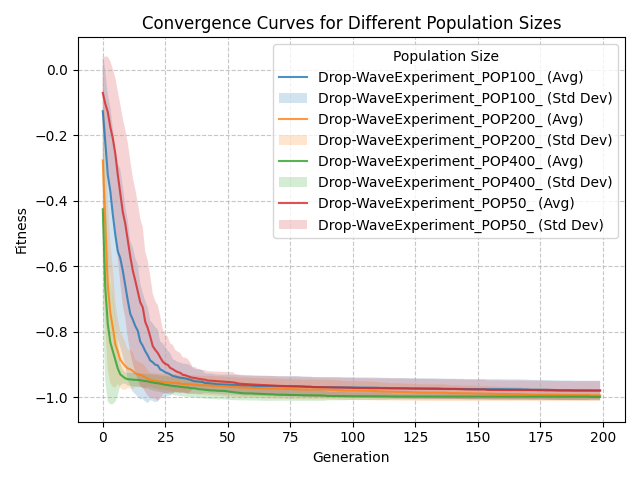 Convergence Curves for Different Population Sizes
Population Size
Drop-WaveExperiment_POP100_ (Avg)
Drop-WaveExperiment_POP100_ (Std Dev)
Drop-WaveExperiment_POP200_ (Avg)
Drop-WaveExperiment_POP200_ (Std Dev)
Drop-WaveExperiment_POP400_ (Avg)
Drop-WaveExperiment_POP400_ (Std Dev)
Drop-WaveExperiment_POP50_ (Avg)
Drop-WaveExperiment_POP50_ (Std Dev)
Fitness
0.0
−0.2
−0.4
−0.6
−0.8
−1.0
0 25 50 75 100 125 150 175 200
Generation